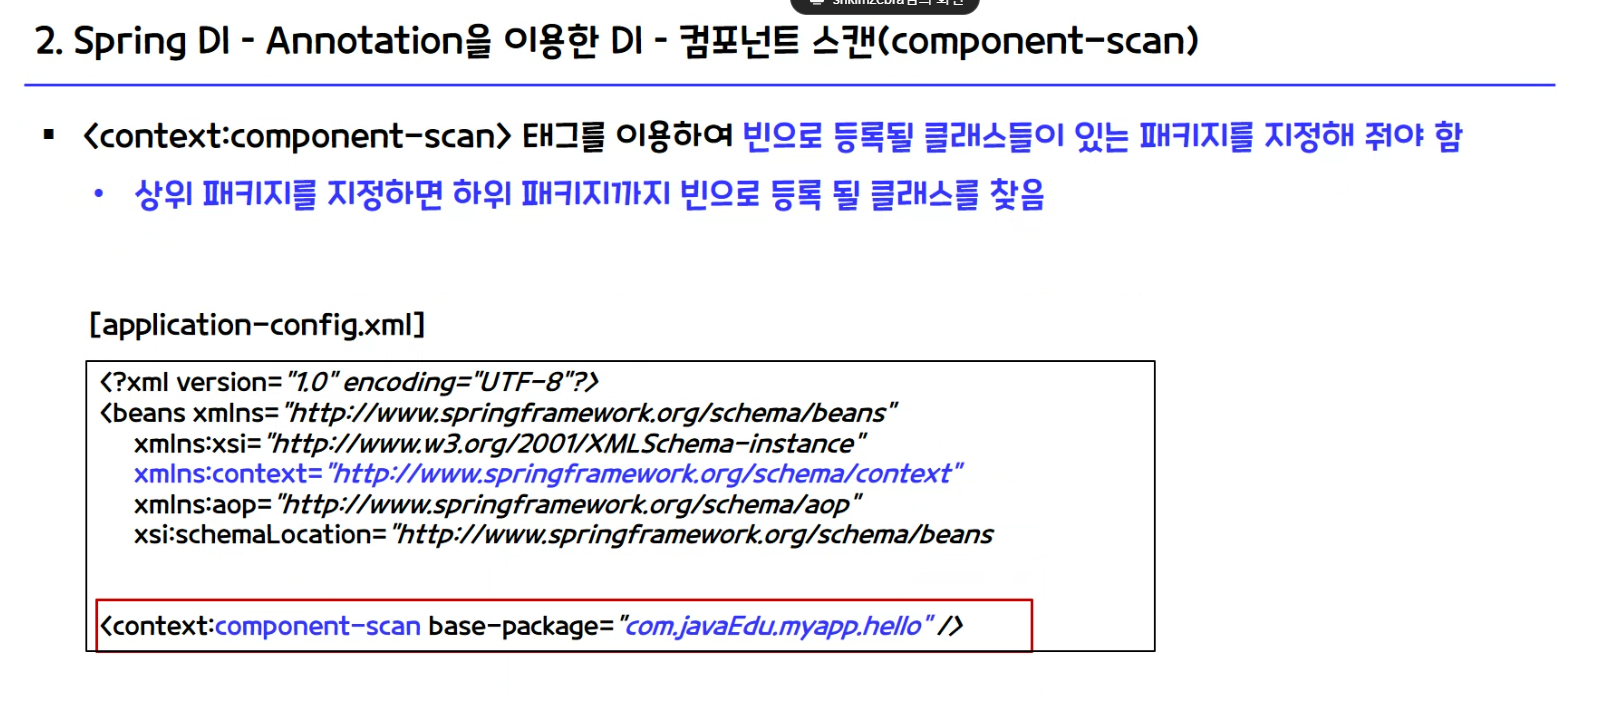 2. Spring DI - Annotation을 이용한 DI - 컴포넌트 스캔(component-scan)
▪ <context:component-scan> 태그를 이용하여 빈으로 등록될 클래스들이 있는 패키지를 지정해 줘야 함
• 상위 패키지를 지정하면 하위 패키지까지 빈으로 등록 될 클래스를 찾음
[application-config.xml]
<?xml version="1.0" encoding="UTF-8"?>
<beans xmlns="http://www.springframework.org/schema/beans"
xmlns:xsi="http://www.w3.org/2001/XMLSchema-instance"
xmlns:context="http://www.springframework.org/schema/context"
xmlns:aop="http://www.springframework.org/schema/aop"
xsi:schemaLocation="http://www.springframework.org/schema/beans
<context:component-scan base-package="com.javaEdu.myapp.hello" />